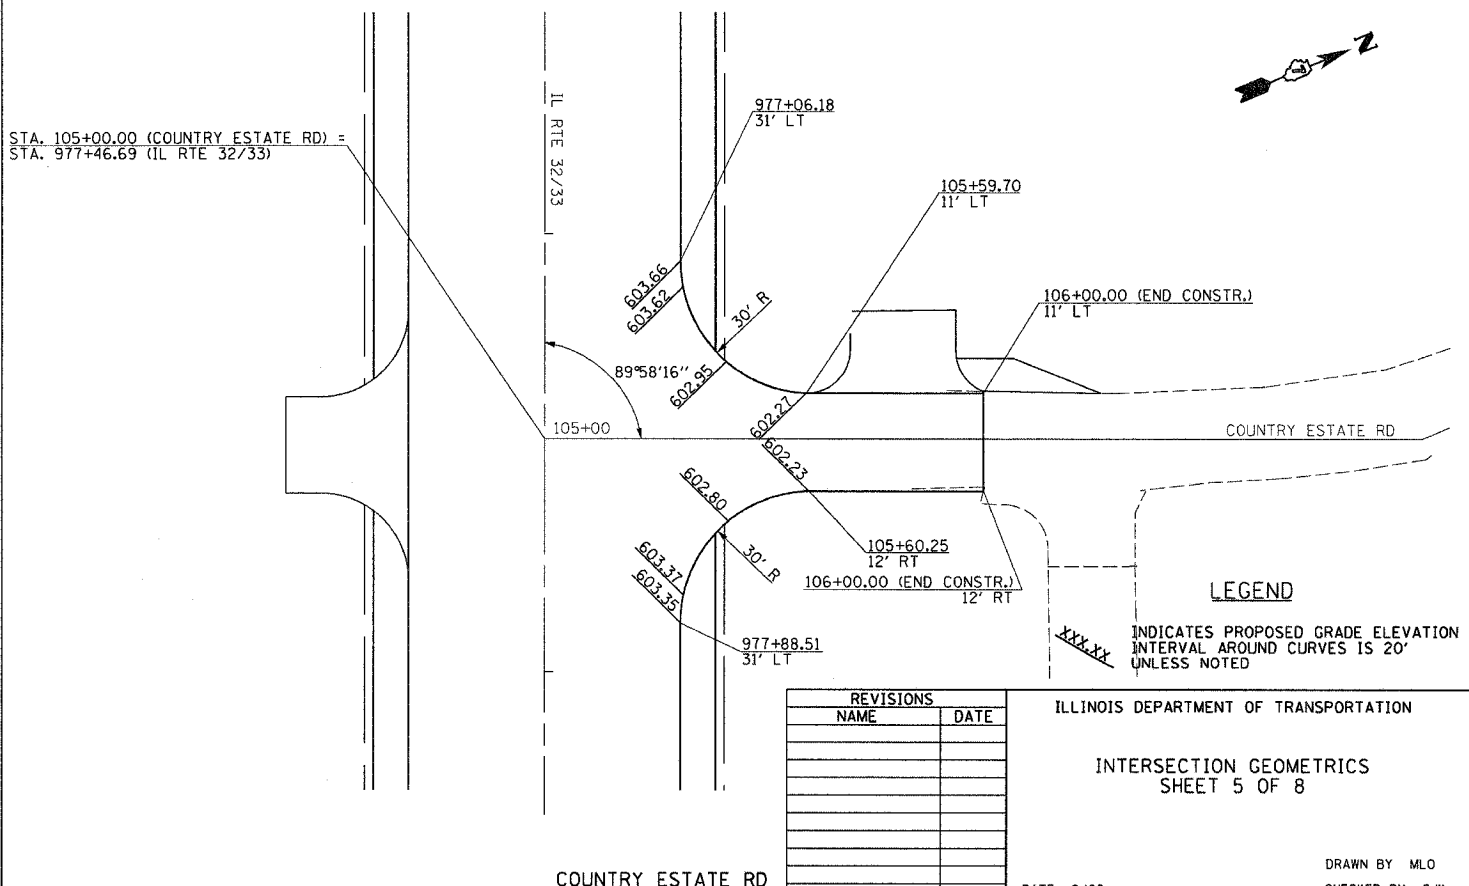 N
977+06.18
31' LT
IL RTE 32/33
STA. 105+00.00 (COUNTRY ESTATE RD) =
STA. 977+46.69 (IL RTE 32/33)
105+59.70
11' LT
603.66
603.62
30' R
106+00.00 (END CONSTR.)
11' LT
89°58'16"
602.95
602.27
105+00
COUNTRY ESTATE RD
602.23
602.80
105+60.25
12' RT
603.37
603.35
30' R
106+00.00 (END CONSTR.)
12' RT
977+88.51
31' LT
LEGEND
XXX.XX
INDICATES PROPOSED GRADE ELEVATION
INTERVAL AROUND CURVES IS 20'
UNLESS NOTED
REVISIONS
NAME DATE
ILLINOIS DEPARTMENT OF TRANSPORTATION
INTERSECTION GEOMETRICS
SHEET 5 OF 8
DRAWN BY MLO
COUNTRY ESTATE RD